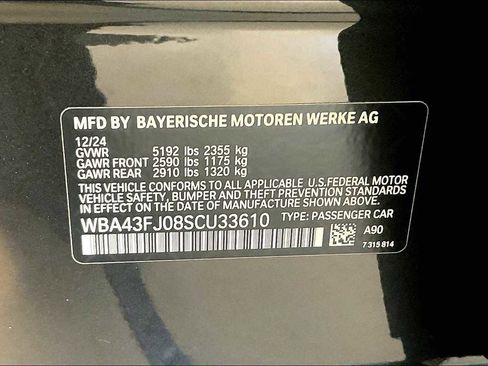 MFD BY BAYERISCHE MOTOREN WERKE AG
12/24
GVWR 5192 lbs 2355 kg
GAWR FRONT 2590 lbs 1175 kg
GAWR REAR 2910 lbs 1320 kg
THIS VEHICLE CONFORMS TO ALL APPLICABLE U.S.FEDERAL MOTOR
VEHICLE SAFETY, BUMPER AND THEFT PREVENTION STANDARDS
IN EFFECT ON THE DATE OF MANUFACTURE SHOWN ABOVE.
WBA43FJ08SCU33610 TYPE: PASSENGER CAR
A90
7 315 814